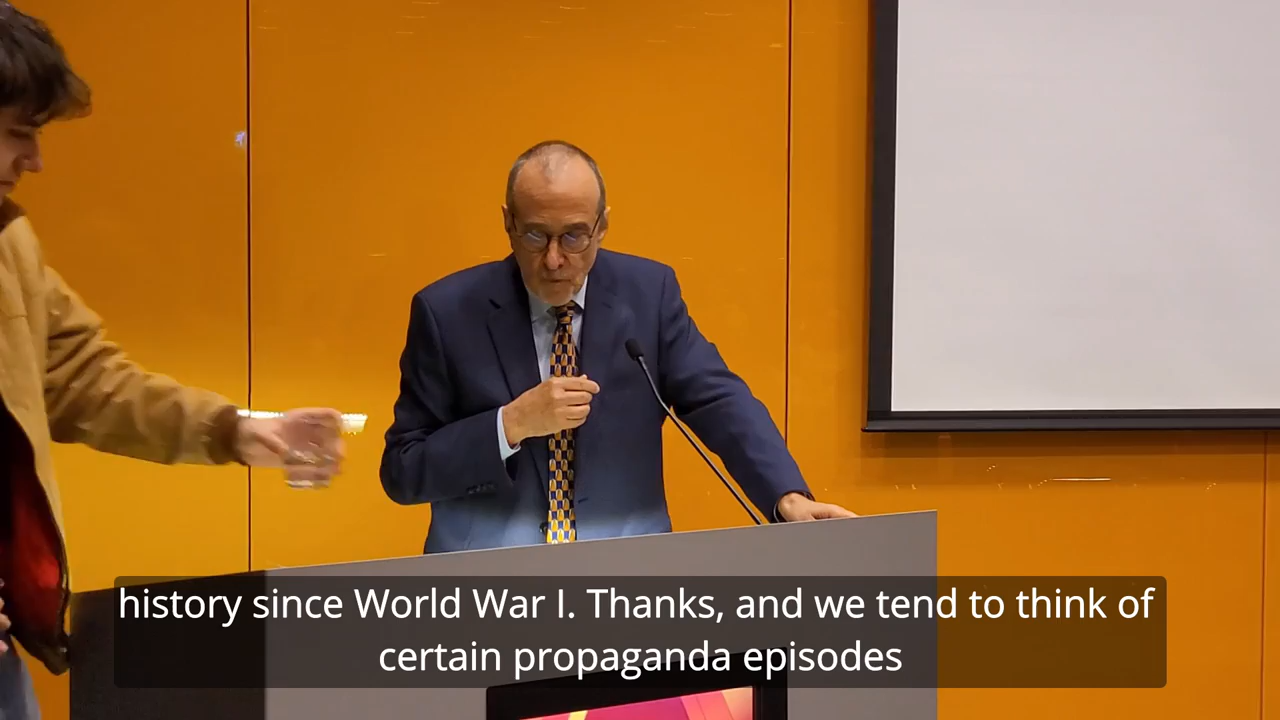 history since World War I. Thanks, and we tend to think of
certain propaganda episodes